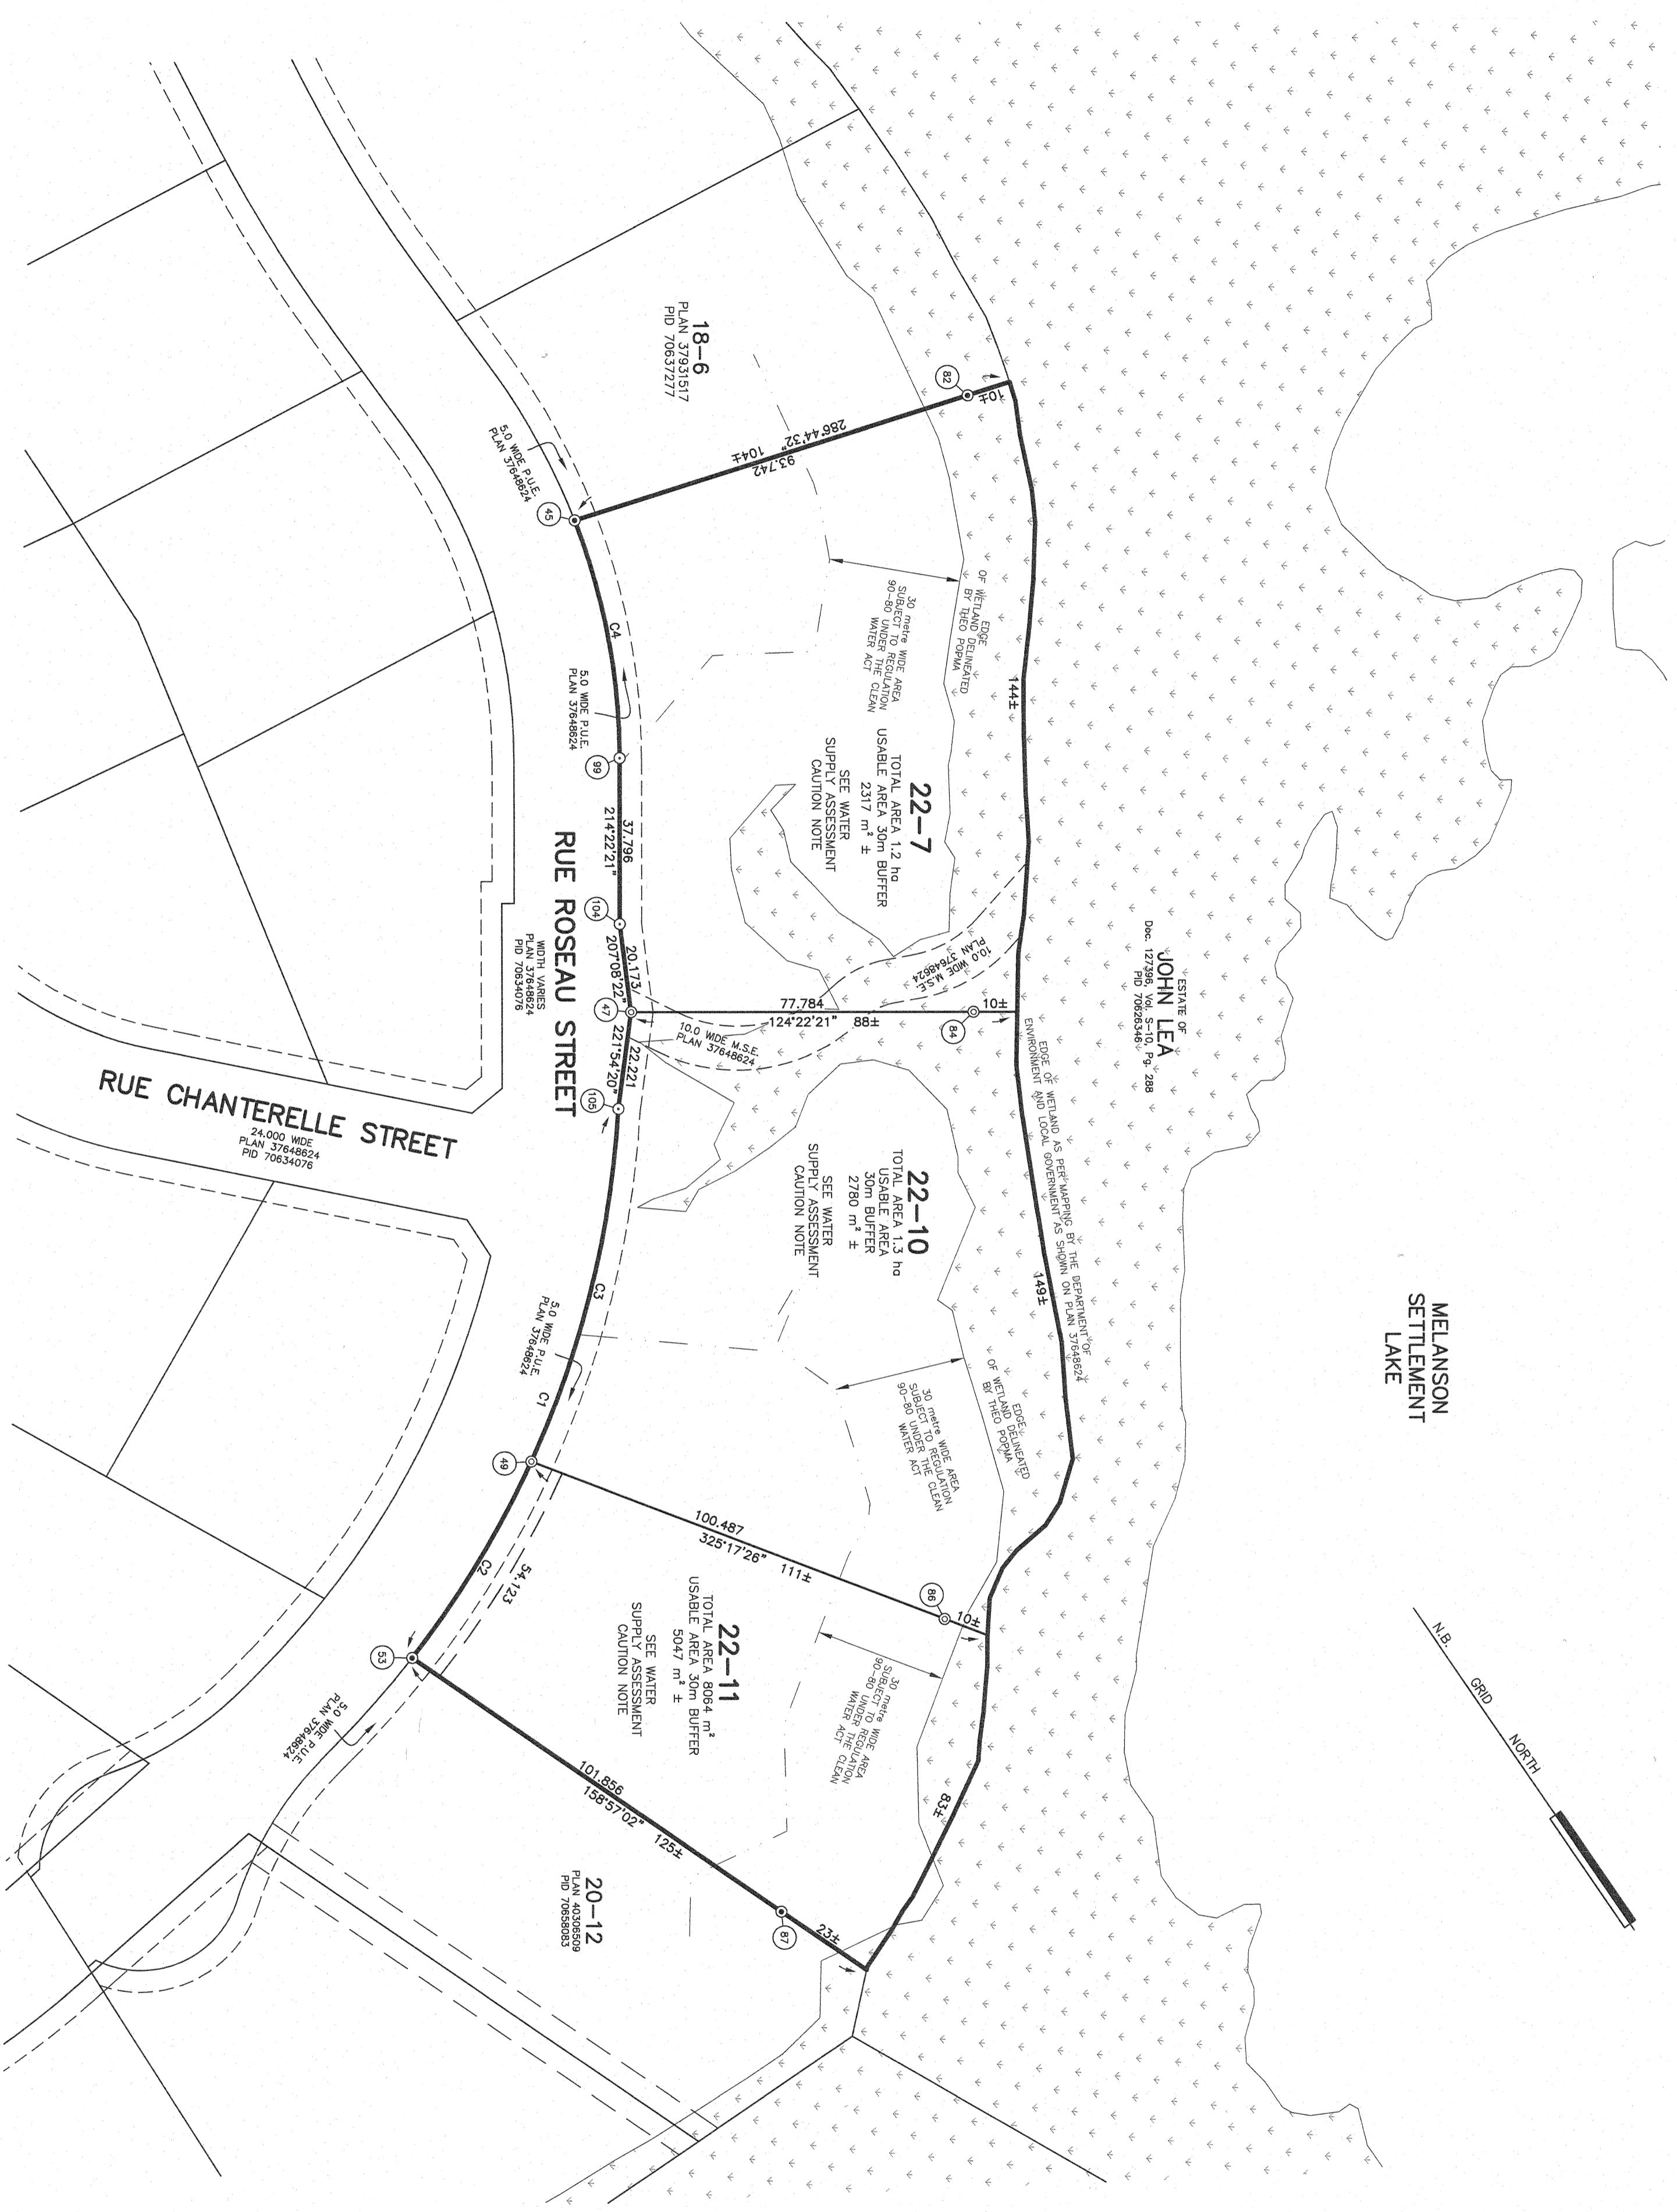 MELANSON
SETTLEMENT
LAKE
N.B.
GRID
NORTH
ESTATE OF
JOHN LEA
Doc. 127396, Vol. S-10, Pg. 288
PID 70626346
EDGE OF WETLAND AS PER MAPPING BY THE DEPARTMENT OF
ENVIRONMENT AND LOCAL GOVERNMENT AS SHOWN ON PLAN 37648624
144±
149±
83±
82
10±
18-6
PLAN 37931517
PID 70637277
286°44'32"
93.742
104±
EDGE
OF WETLAND DELINEATED
BY THEO POPMA
30 metre WIDE AREA
SUBJECT TO REGULATION
90-80 UNDER THE CLEAN
WATER ACT
22-7
TOTAL AREA 1.2 ha
USABLE AREA 30m BUFFER
2317 m² ±
SEE WATER
SUPPLY ASSESSMENT
CAUTION NOTE
10.0 WIDE M.S.E.
PLAN 37648624
77.784
124°22'21"
88±
84
10±
10.0 WIDE M.S.E.
PLAN 37648624
22-10
TOTAL AREA 1.3 ha
USABLE AREA
30m BUFFER
2780 m² ±
SEE WATER
SUPPLY ASSESSMENT
CAUTION NOTE
EDGE
OF WETLAND DELINEATED
BY THEO POPMA
30 metre WIDE AREA
SUBJECT TO REGULATION
90-80 UNDER THE CLEAN
WATER ACT
100.487
325°17'26"
111±
86
10±
22-11
TOTAL AREA 8064 m²
USABLE AREA 30m BUFFER
5047 m² ±
SEE WATER
SUPPLY ASSESSMENT
CAUTION NOTE
30 metre WIDE AREA
SUBJECT TO REGULATION
90-80 UNDER THE CLEAN
WATER ACT
101.856
158°57'02"
125±
87
23±
20-12
PLAN 40306509
PID 70658083
5.0 WIDE P.U.E.
PLAN 37648624
45
C4
5.0 WIDE P.U.E.
PLAN 37648624
99
37.796
214°22'21"
104
20.173
207°08'22"
47
22.221
221°54'20"
105
C3
5.0 WIDE P.U.E.
PLAN 37648624
C1
49
C2
54.123
53
5.0 WIDE P.U.E.
PLAN 37648624
RUE ROSEAU STREET
WIDTH VARIES
PLAN 37648624
PID 70634076
RUE CHANTERELLE STREET
24.000 WIDE
PLAN 37648624
PID 70634076